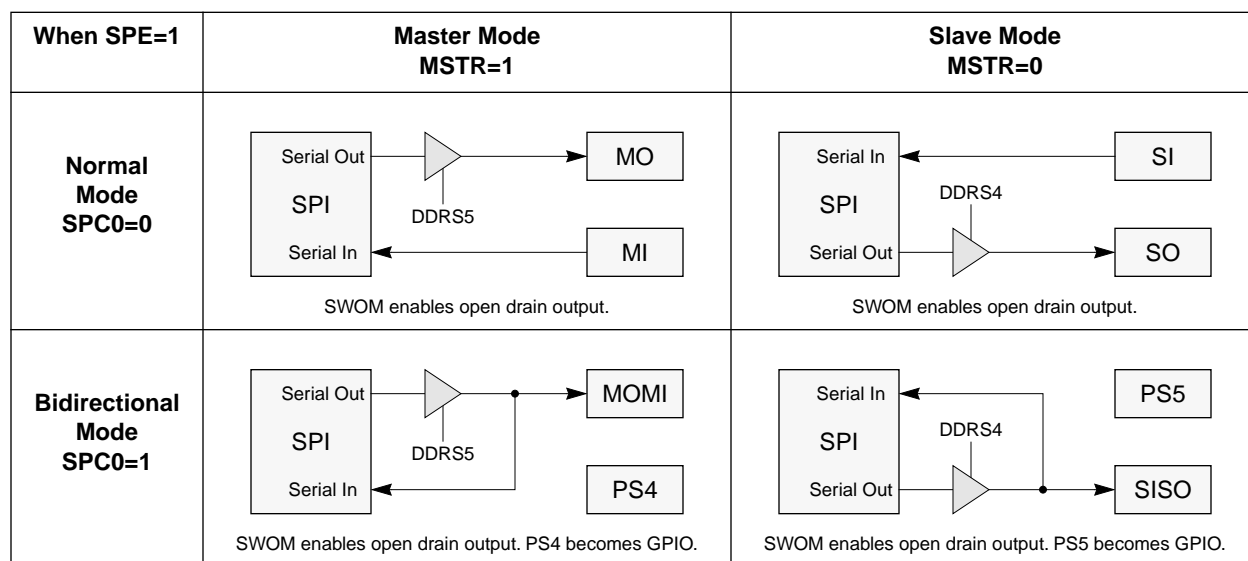 When SPE=1
Master Mode
MSTR=1
Slave Mode
MSTR=0
Normal
Mode
SPC0=0
Serial Out
MO
SPI
DDRS5
Serial In
MI
SWOM enables open drain output.
Serial In
SI
SPI
DDRS4
Serial Out
SO
SWOM enables open drain output.
Bidirectional
Mode
SPC0=1
Serial Out
MOMI
SPI
DDRS5
Serial In
PS4
SWOM enables open drain output. PS4 becomes GPIO.
Serial In
PS5
SPI
DDRS4
Serial Out
SISO
SWOM enables open drain output. PS5 becomes GPIO.